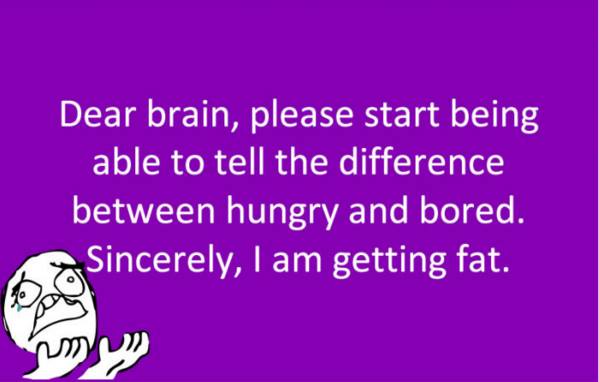 Dear brain, please start being
able to tell the difference
between hungry and bored.
Sincerely, I am getting fat.